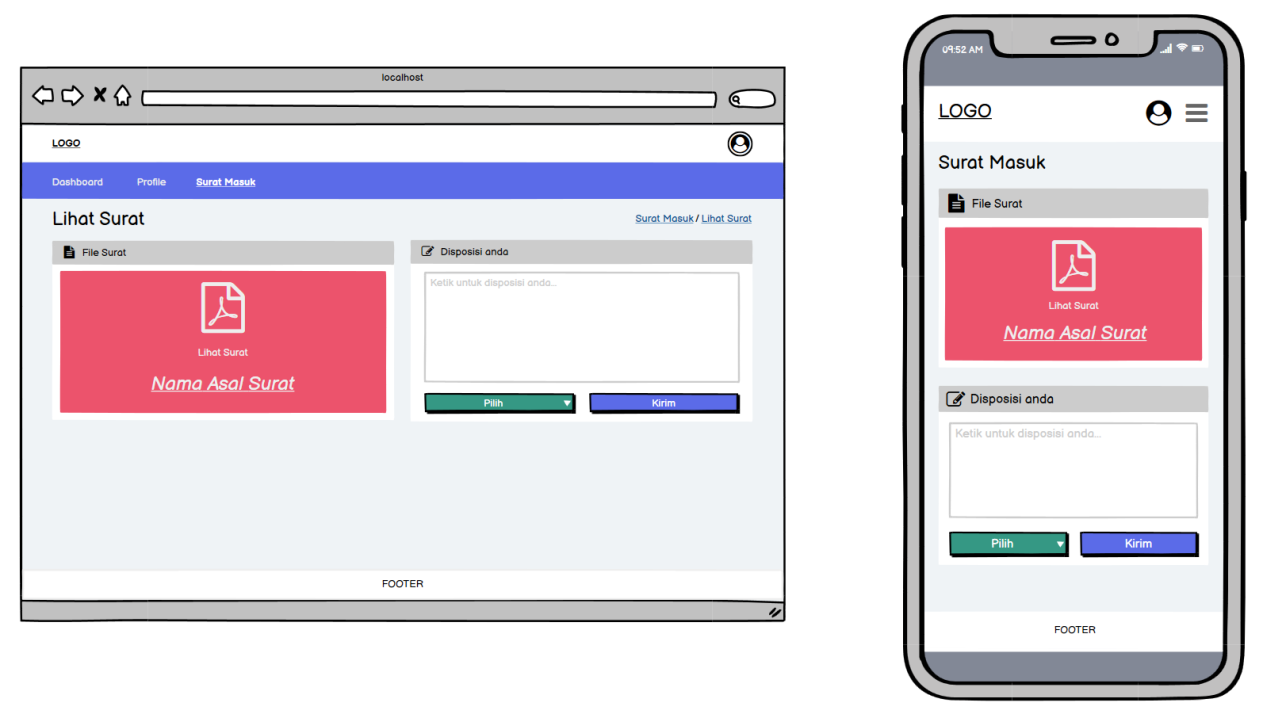 localhost
LOGO
Dashboard Profile Surat Masuk
Lihat Surat
Surat Masuk / Lihat Surat
File Surat
Lihat Surat
Nama Asal Surat
Disposisi anda
Ketik untuk disposisi anda...
Pilih Kirim
FOOTER
09:52 AM
LOGO
Surat Masuk
File Surat
Lihat Surat
Nama Asal Surat
Disposisi anda
Ketik untuk disposisi anda...
Pilih Kirim
FOOTER